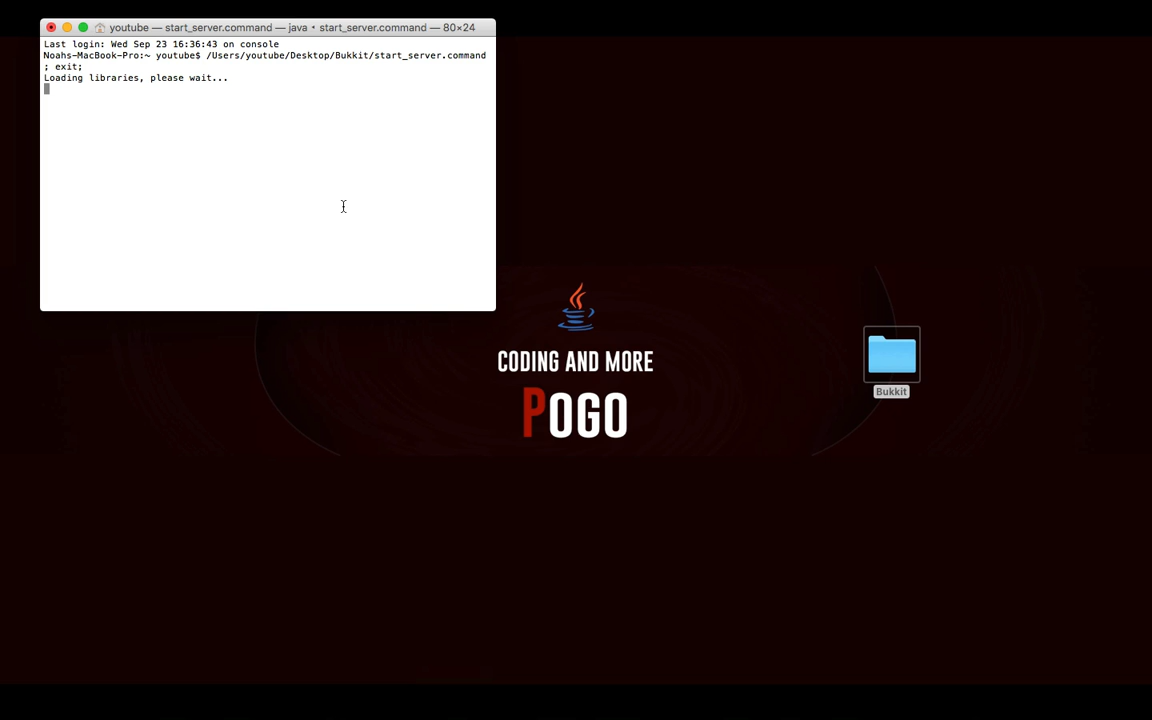 youtube — start_server.command — java • start_server.command — 80×24
Last login: Wed Sep 23 16:36:43 on console
Noahs-MacBook-Pro:~ youtube$ /Users/youtube/Desktop/Bukkit/start_server.command
; exit;
Loading libraries, please wait...
CODING AND MORE
POGO
Bukkit